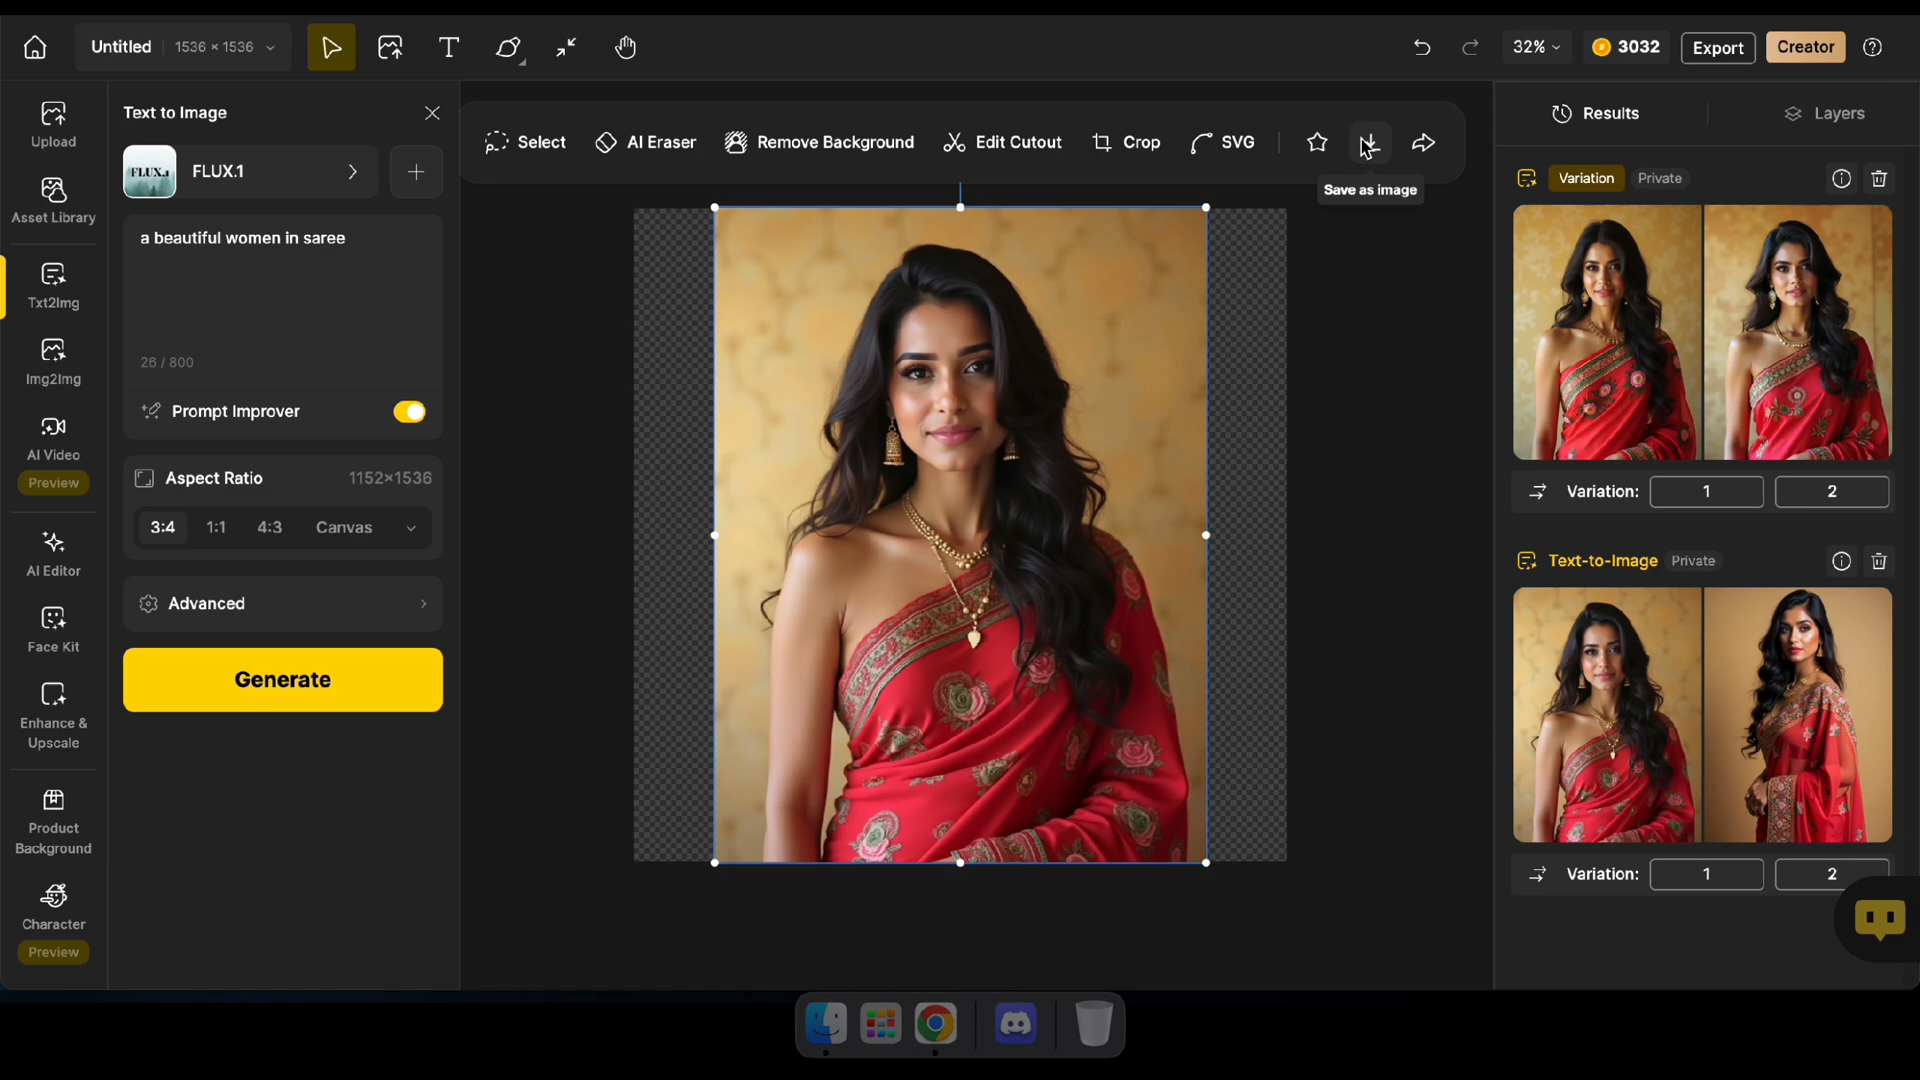 Untitled 1536 × 1536
T
32%
3032
Export
Creator
Upload
Asset Library
Txt2Img
Img2Img
AI Video
Preview
AI Editor
Face Kit
Enhance &
Upscale
Product
Background
Character
Preview
Text to Image
FLUX.1
FLUX.1
a beautiful women in saree
26 / 800
Prompt Improver
Aspect Ratio 1152×1536
3:4 1:1 4:3 Canvas
Advanced
Generate
Select AI Eraser Remove Background Edit Cutout Crop SVG
Save as image
Results Layers
Variation Private
Variation: 1 2
Text-to-Image Private
Variation: 1 2